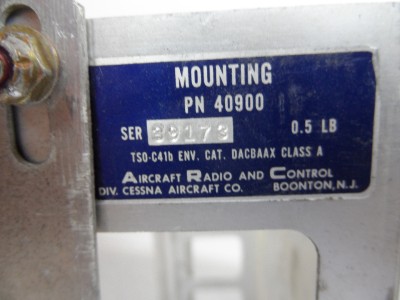 MOUNTING
PN 40900
SER 39173 0.5 LB
TSO-C41b ENV. CAT. DACBAAX CLASS A
AIRCRAFT RADIO AND CONTROL
DIV. CESSNA AIRCRAFT CO. BOONTON, N.J.